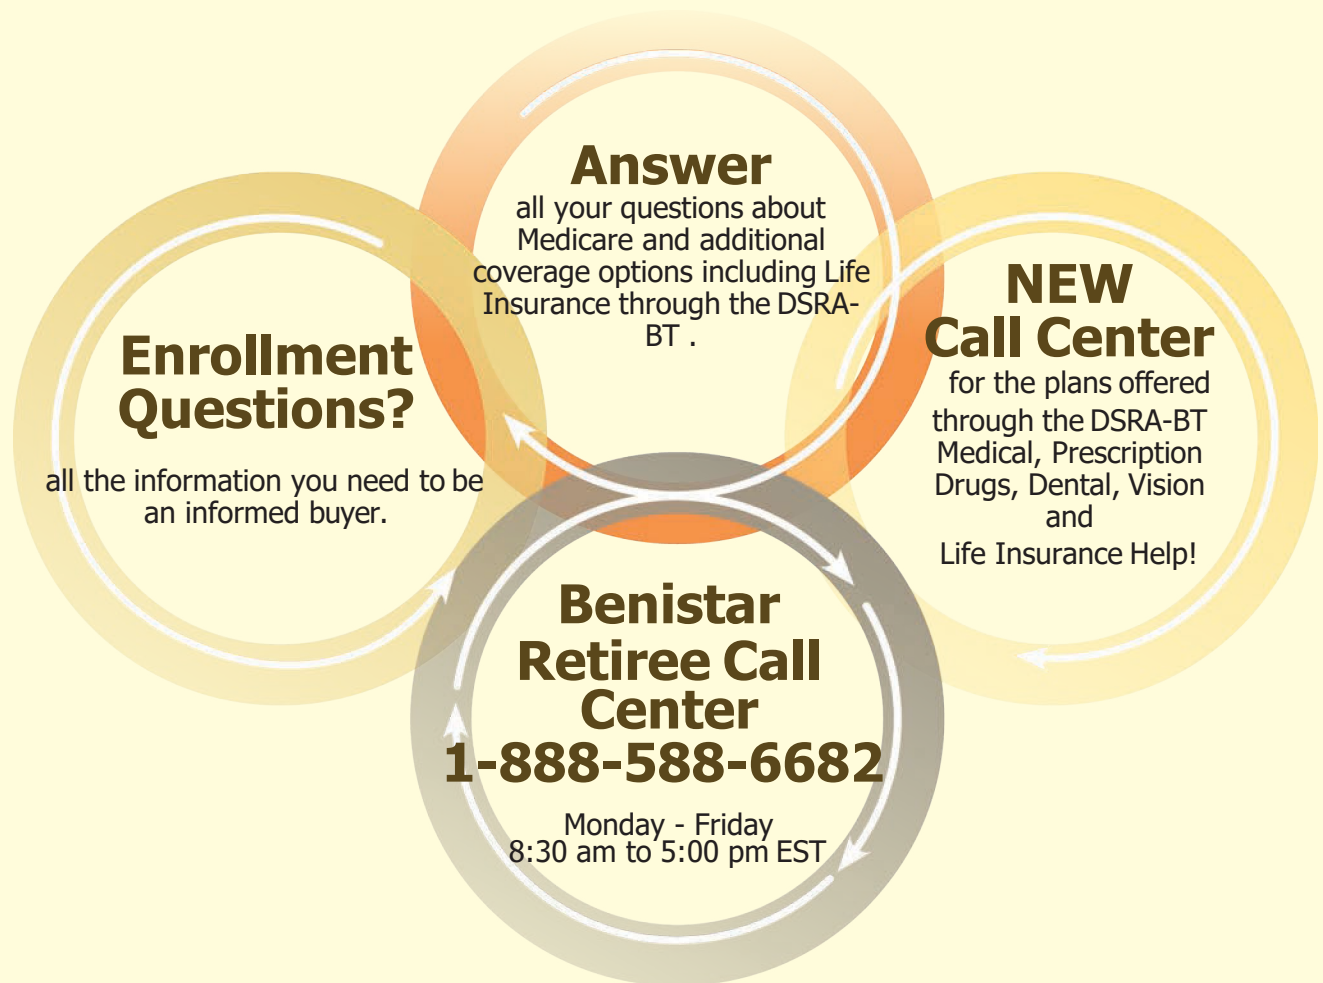 Enrollment
Questions?
all the information you need to be
an informed buyer.
Answer
all your questions about
Medicare and additional
coverage options including Life
Insurance through the DSRA-
BT .
NEW
Call Center
for the plans offered
through the DSRA-BT
Medical, Prescription
Drugs, Dental, Vision
and
Life Insurance Help!
Benistar
Retiree Call
Center
1-888-588-6682
Monday - Friday
8:30 am to 5:00 pm EST